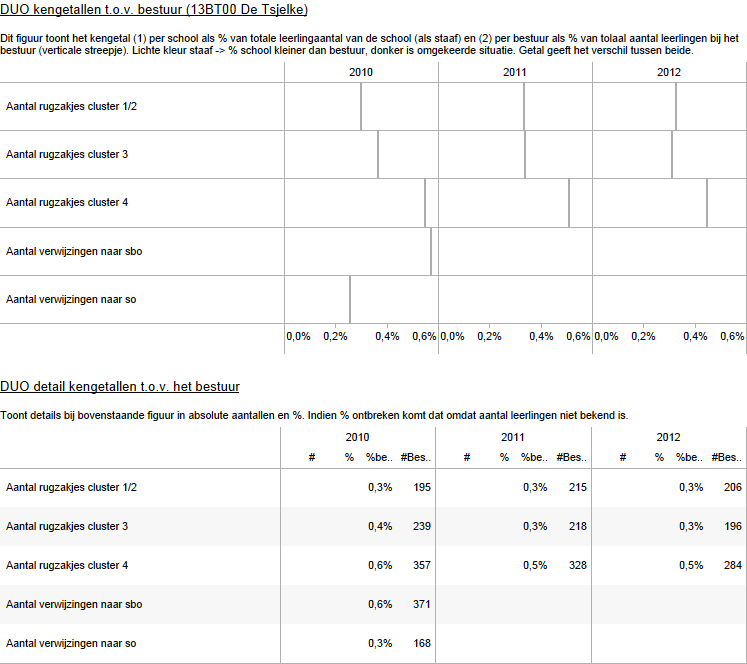 DUO kengetallen t.o.v. bestuur (13BT00 De Tsjelke)
Dit figuur toont het kengetal (1) per school als % van totale leerlingaantal van de school (als staaf) en (2) per bestuur als % van tolaal aantal leerlingen bij het
bestuur (verticale streepje). Lichte kleur staaf -> % school kleiner dan bestuur, donker is omgekeerde situatie. Getal geeft het verschil tussen beide.
2010 2011 2012
Aantal rugzakjes cluster 1/2
Aantal rugzakjes cluster 3
Aantal rugzakjes cluster 4
Aantal verwijzingen naar sbo
Aantal verwijzingen naar so
0,0% 0,2% 0,4% 0,6% 0,0% 0,2% 0,4% 0,6% 0,0% 0,2% 0,4% 0,6%
DUO detail kengetallen t.o.v. het bestuur
Toont details bij bovenstaande figuur in absolute aantallen en %. Indien % ontbreken komt dat omdat aantal leerlingen niet bekend is.
2010 2011 2012
# % %be.. #Bes.. # % %be.. #Bes.. # % %be.. #Bes..
Aantal rugzakjes cluster 1/2 0,3% 195 0,3% 215 0,3% 206
Aantal rugzakjes cluster 3 0,4% 239 0,3% 218 0,3% 196
Aantal rugzakjes cluster 4 0,6% 357 0,5% 328 0,5% 284
Aantal verwijzingen naar sbo 0,6% 371
Aantal verwijzingen naar so 0,3% 168